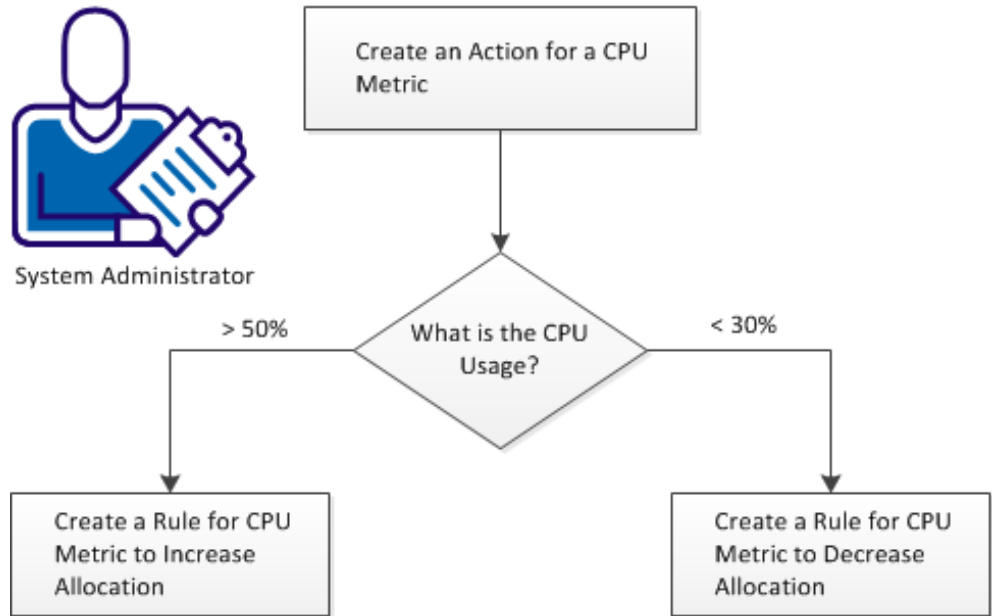 Create an Action for a CPU
Metric
System Administrator
> 50%
What is the CPU
Usage?
< 30%
Create a Rule for CPU
Metric to Increase
Allocation
Create a Rule for CPU
Metric to Decrease
Allocation